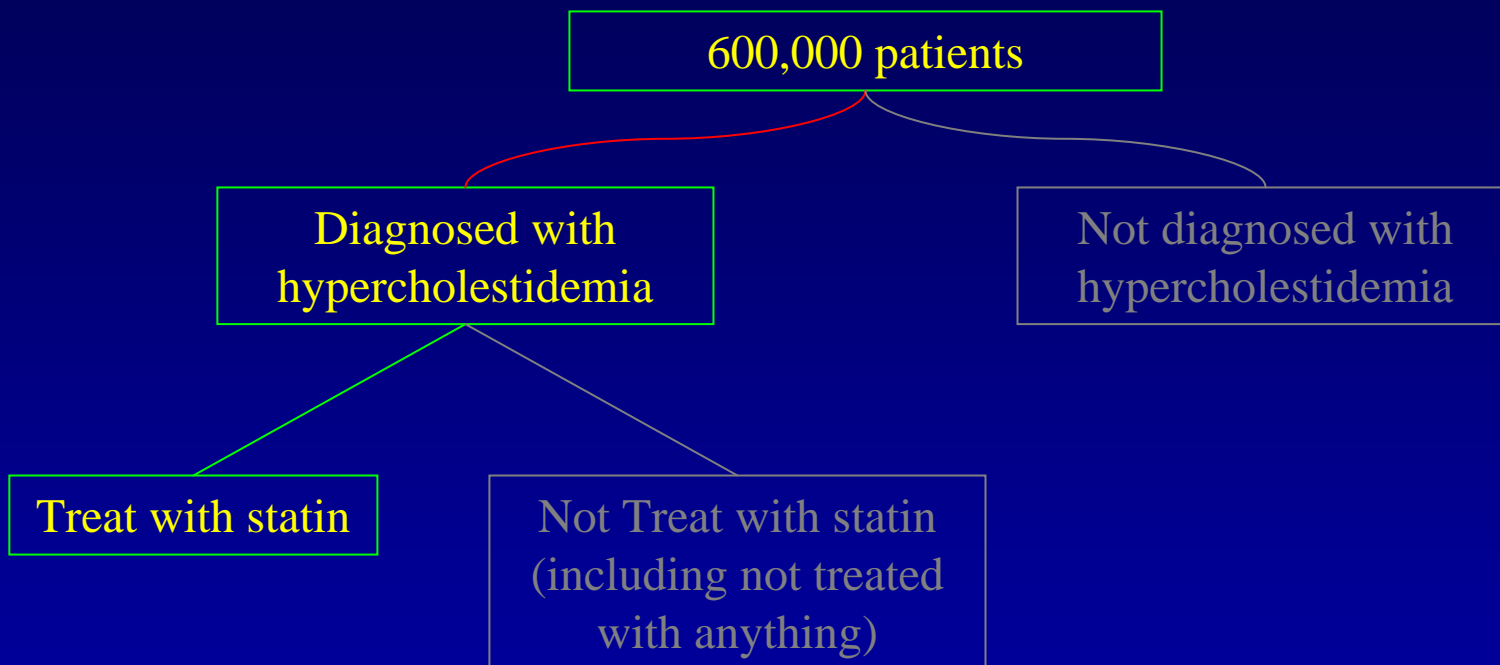 600,000 patients
Diagnosed with
hypercholestidemia
Not diagnosed with
hypercholestidemia
Treat with statin
Not Treat with statin
(including not treated
with anything)